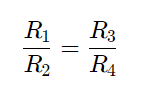 R₁/R₂ = R₃/R₄